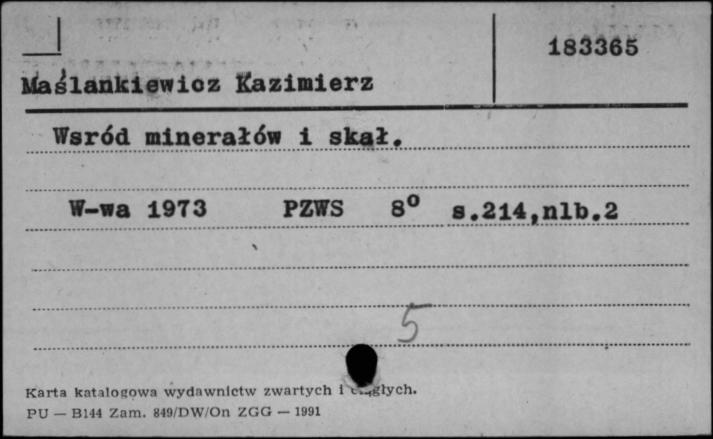 183365
Maślankiewicz Kazimierz
Wsród minerałów i skał.
W-wa 1973 PZWS 8° s.214,nlb.2
5
Karta katalogowa wydawnictw zwartych i ciągłych.
PU — B144 Zam. 849/DW/On ZGG — 1991